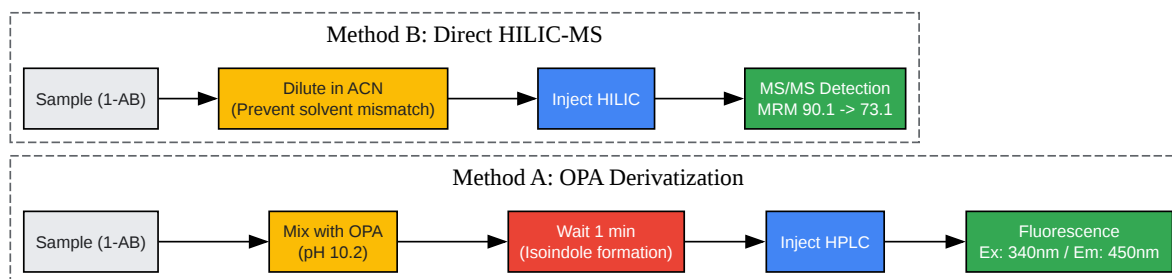 Method B: Direct HILIC-MS
Sample (1-AB)
Dilute in ACN
(Prevent solvent mismatch)
Inject HILIC
MS/MS Detection
MRM 90.1 -> 73.1
Method A: OPA Derivatization
Sample (1-AB)
Mix with OPA
(pH 10.2)
Wait 1 min
(Isoindole formation)
Inject HPLC
Fluorescence
Ex: 340nm / Em: 450nm